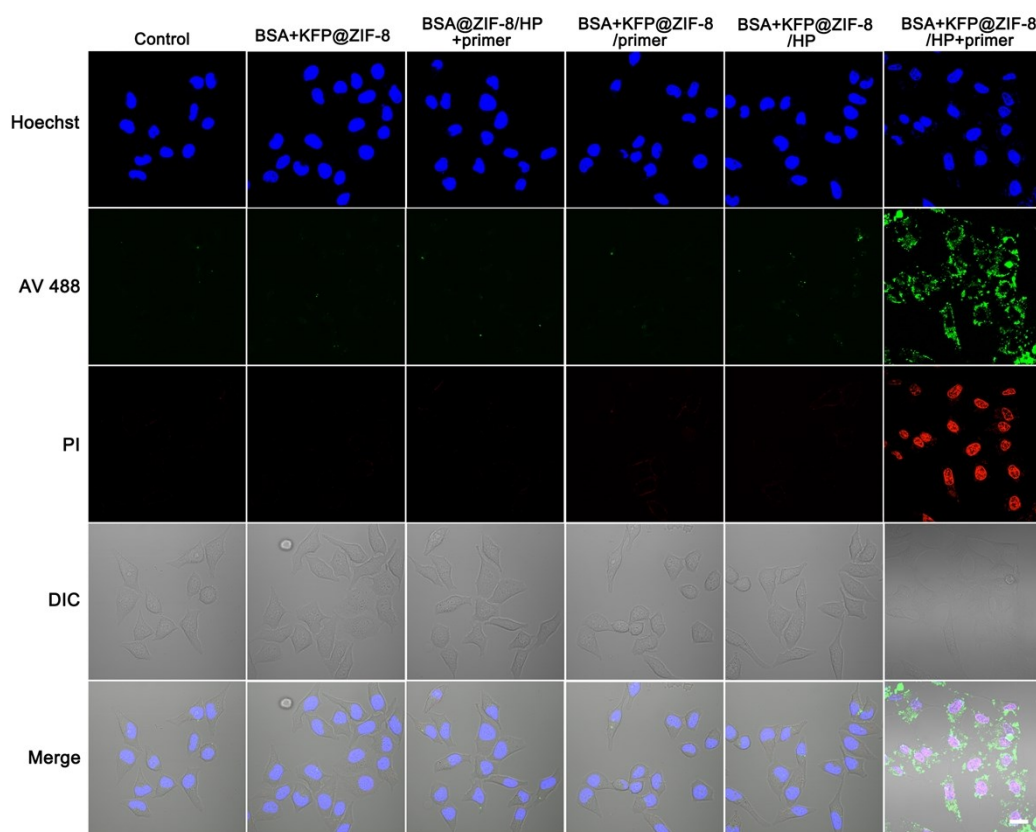 Control
BSA+KFP@ZIF-8
BSA@ZIF-8/HP
+primer
BSA+KFP@ZIF-8
/primer
BSA+KFP@ZIF-8
/HP
BSA+KFP@ZIF-8
/HP+primer
Hoechst
AV 488
PI
DIC
Merge